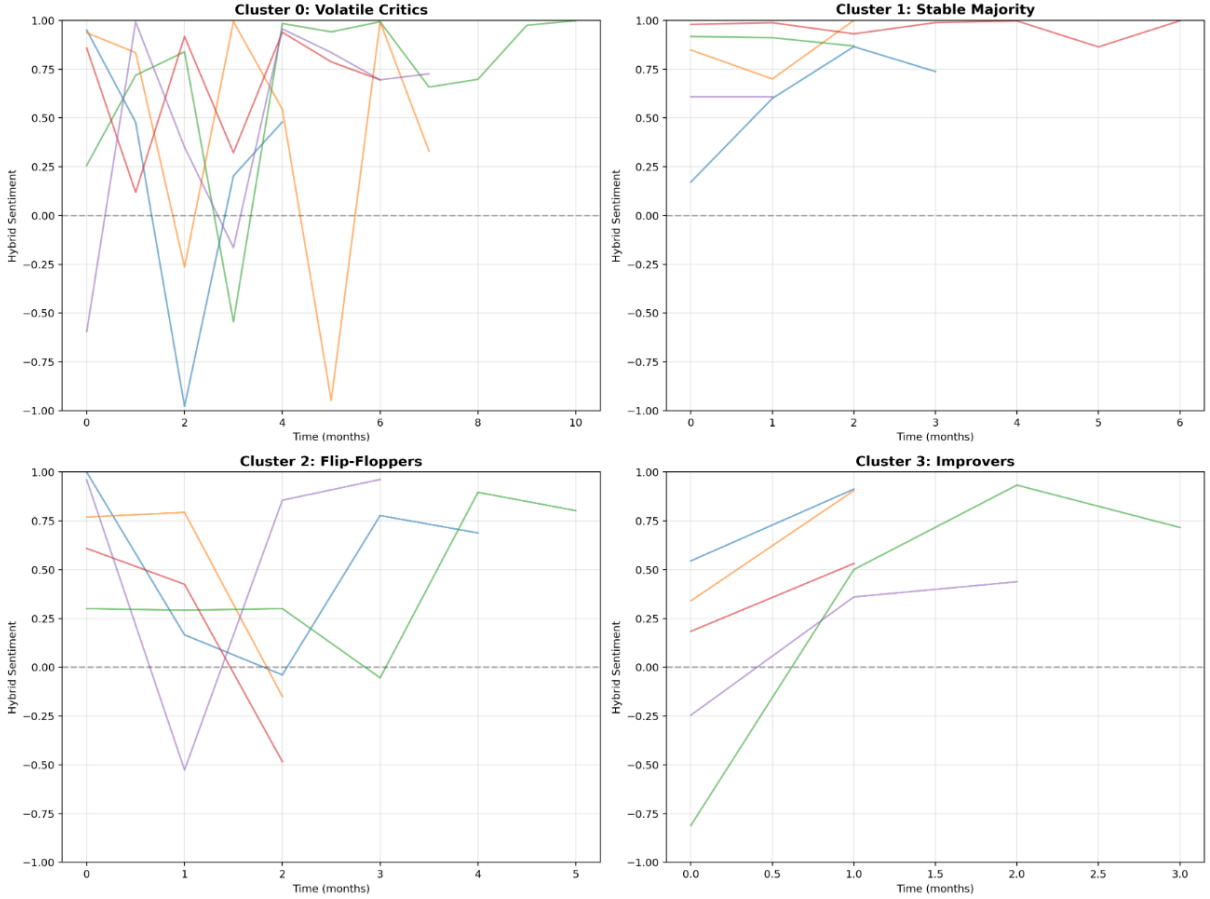 Cluster 0: Volatile Critics
1.00
0.75
0.50
0.25
0.00
−0.25
−0.50
−0.75
−1.00
Hybrid Sentiment
0 2 4 6 8 10
Time (months)
Cluster 1: Stable Majority
1.00
0.75
0.50
0.25
0.00
−0.25
−0.50
−0.75
−1.00
Hybrid Sentiment
0 1 2 3 4 5 6
Time (months)
Cluster 2: Flip-Floppers
1.00
0.75
0.50
0.25
0.00
−0.25
−0.50
−0.75
−1.00
Hybrid Sentiment
0 1 2 3 4 5
Time (months)
Cluster 3: Improvers
1.00
0.75
0.50
0.25
0.00
−0.25
−0.50
−0.75
−1.00
Hybrid Sentiment
0.0 0.5 1.0 1.5 2.0 2.5 3.0
Time (months)